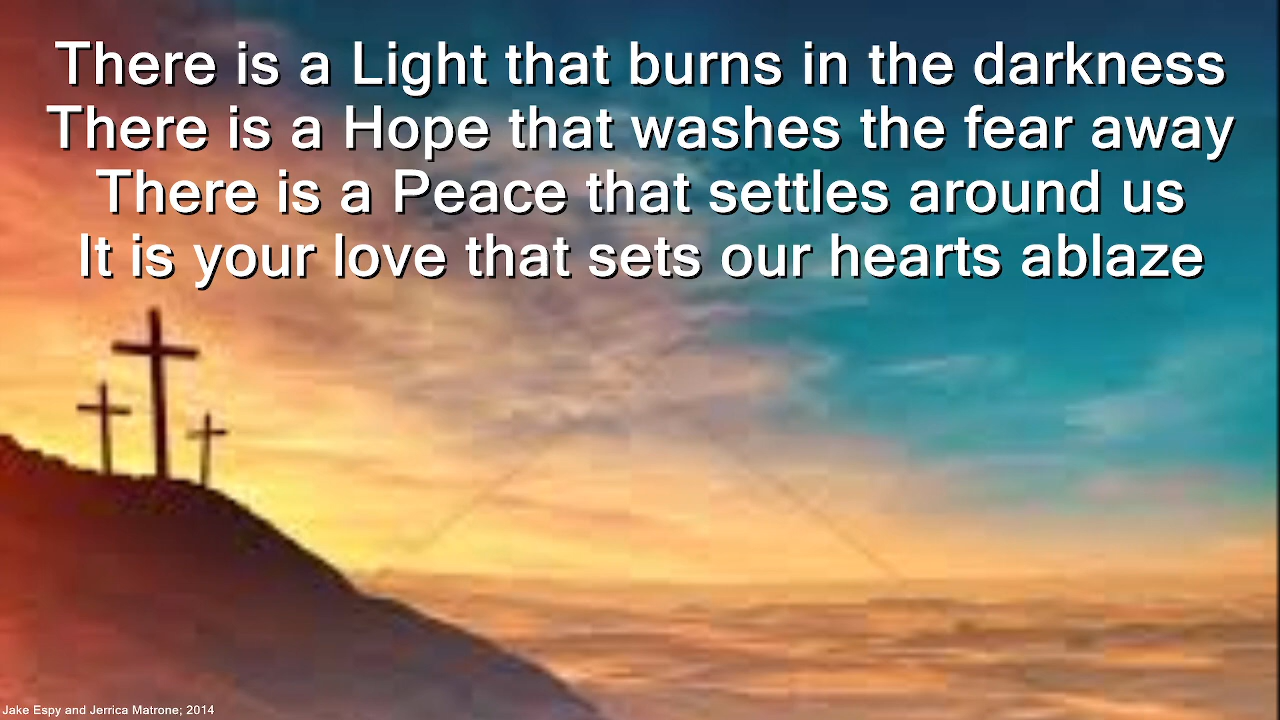 There is a Light that burns in the darkness
There is a Hope that washes the fear away
There is a Peace that settles around us
It is your love that sets our hearts ablaze
Jake Espy and Jerrica Matrone; 2014